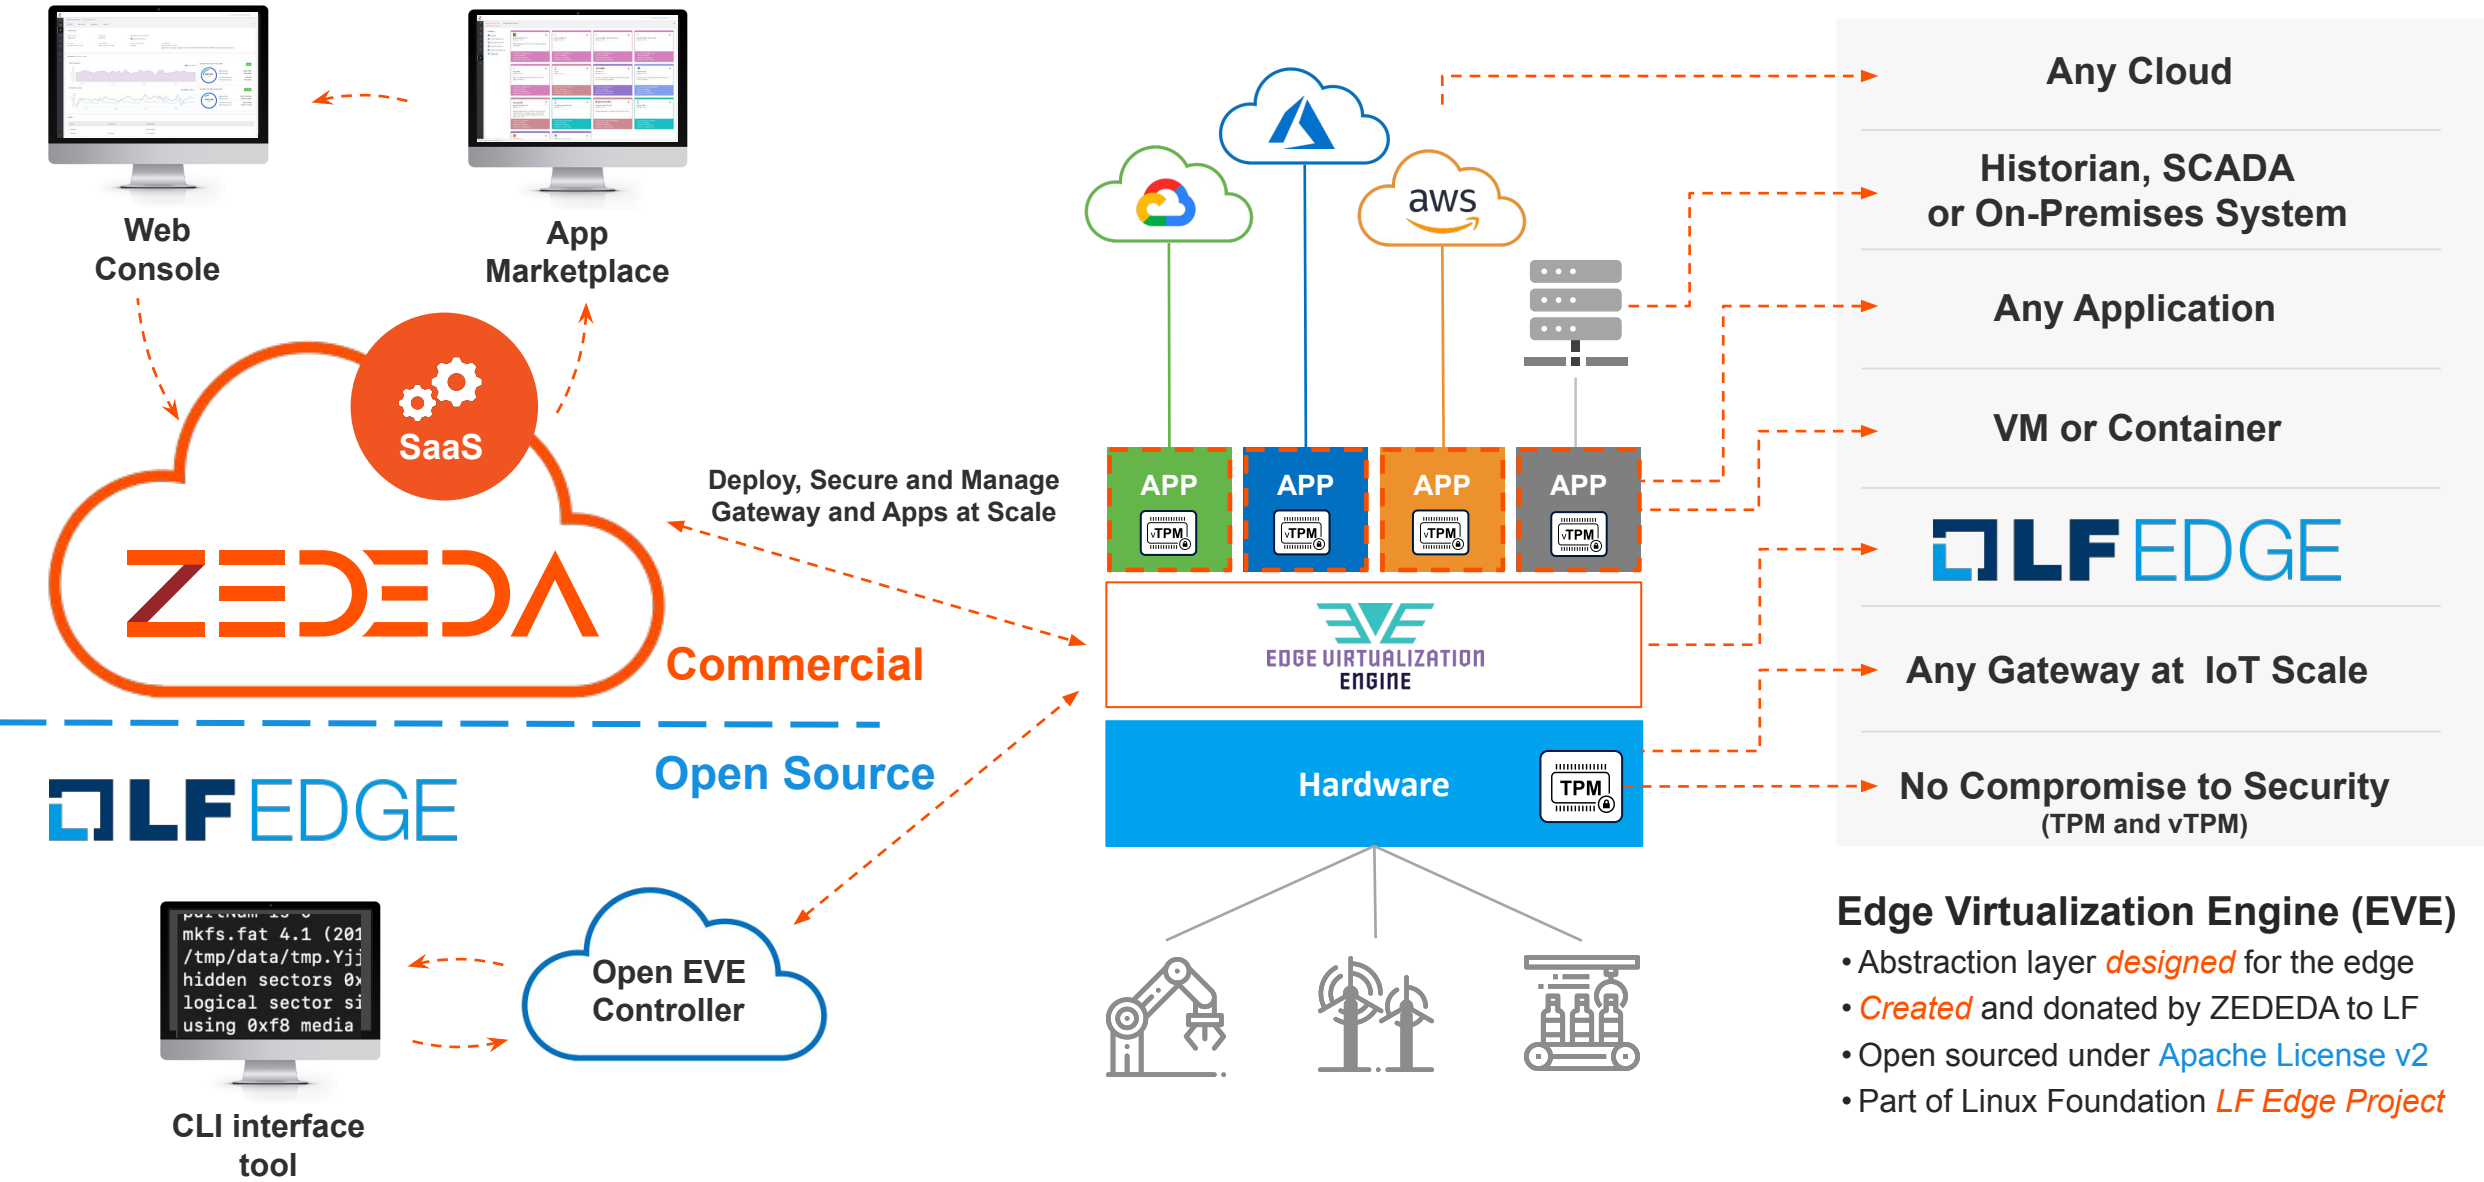 Web
Console
App
Marketplace
SaaS
ZEDEDA
Commercial
Deploy, Secure and Manage
Gateway and Apps at Scale
Open Source
LF EDGE
mkfs.fat 4.1 (201
/tmp/data/tmp.Yjj
hidden sectors 0x
logical sector si
using 0xf8 media
CLI interface
tool
Open EVE
Controller
aws
APP
vTPM
APP
vTPM
APP
vTPM
APP
vTPM
EVE
EDGE VIRTUALIZATION
ENGINE
Hardware
TPM
Any Cloud
Historian, SCADA
or On-Premises System
Any Application
VM or Container
LF EDGE
Any Gateway at IoT Scale
No Compromise to Security
(TPM and vTPM)
Edge Virtualization Engine (EVE)
• Abstraction layer designed for the edge
• Created and donated by ZEDEDA to LF
• Open sourced under Apache License v2
• Part of Linux Foundation LF Edge Project